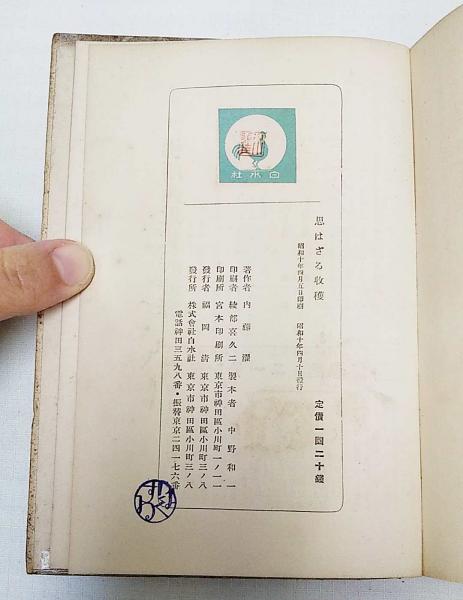 白水社
思はざる收穫
昭和十年四月五日印刷 昭和十年四月十日發行
定價一圓二十錢
著作者 内藤濯
印刷者 綾部喜久二 製本者 中野和一
印刷所 宮本印刷所 東京市神田區小川町一ノ一一
發行者 福岡淸 東京市神田區小川町三ノ八
發行所 株式會社白水社 東京市神田區小川町三ノ八
電話神田三五九八番・振替東京二四一七六番